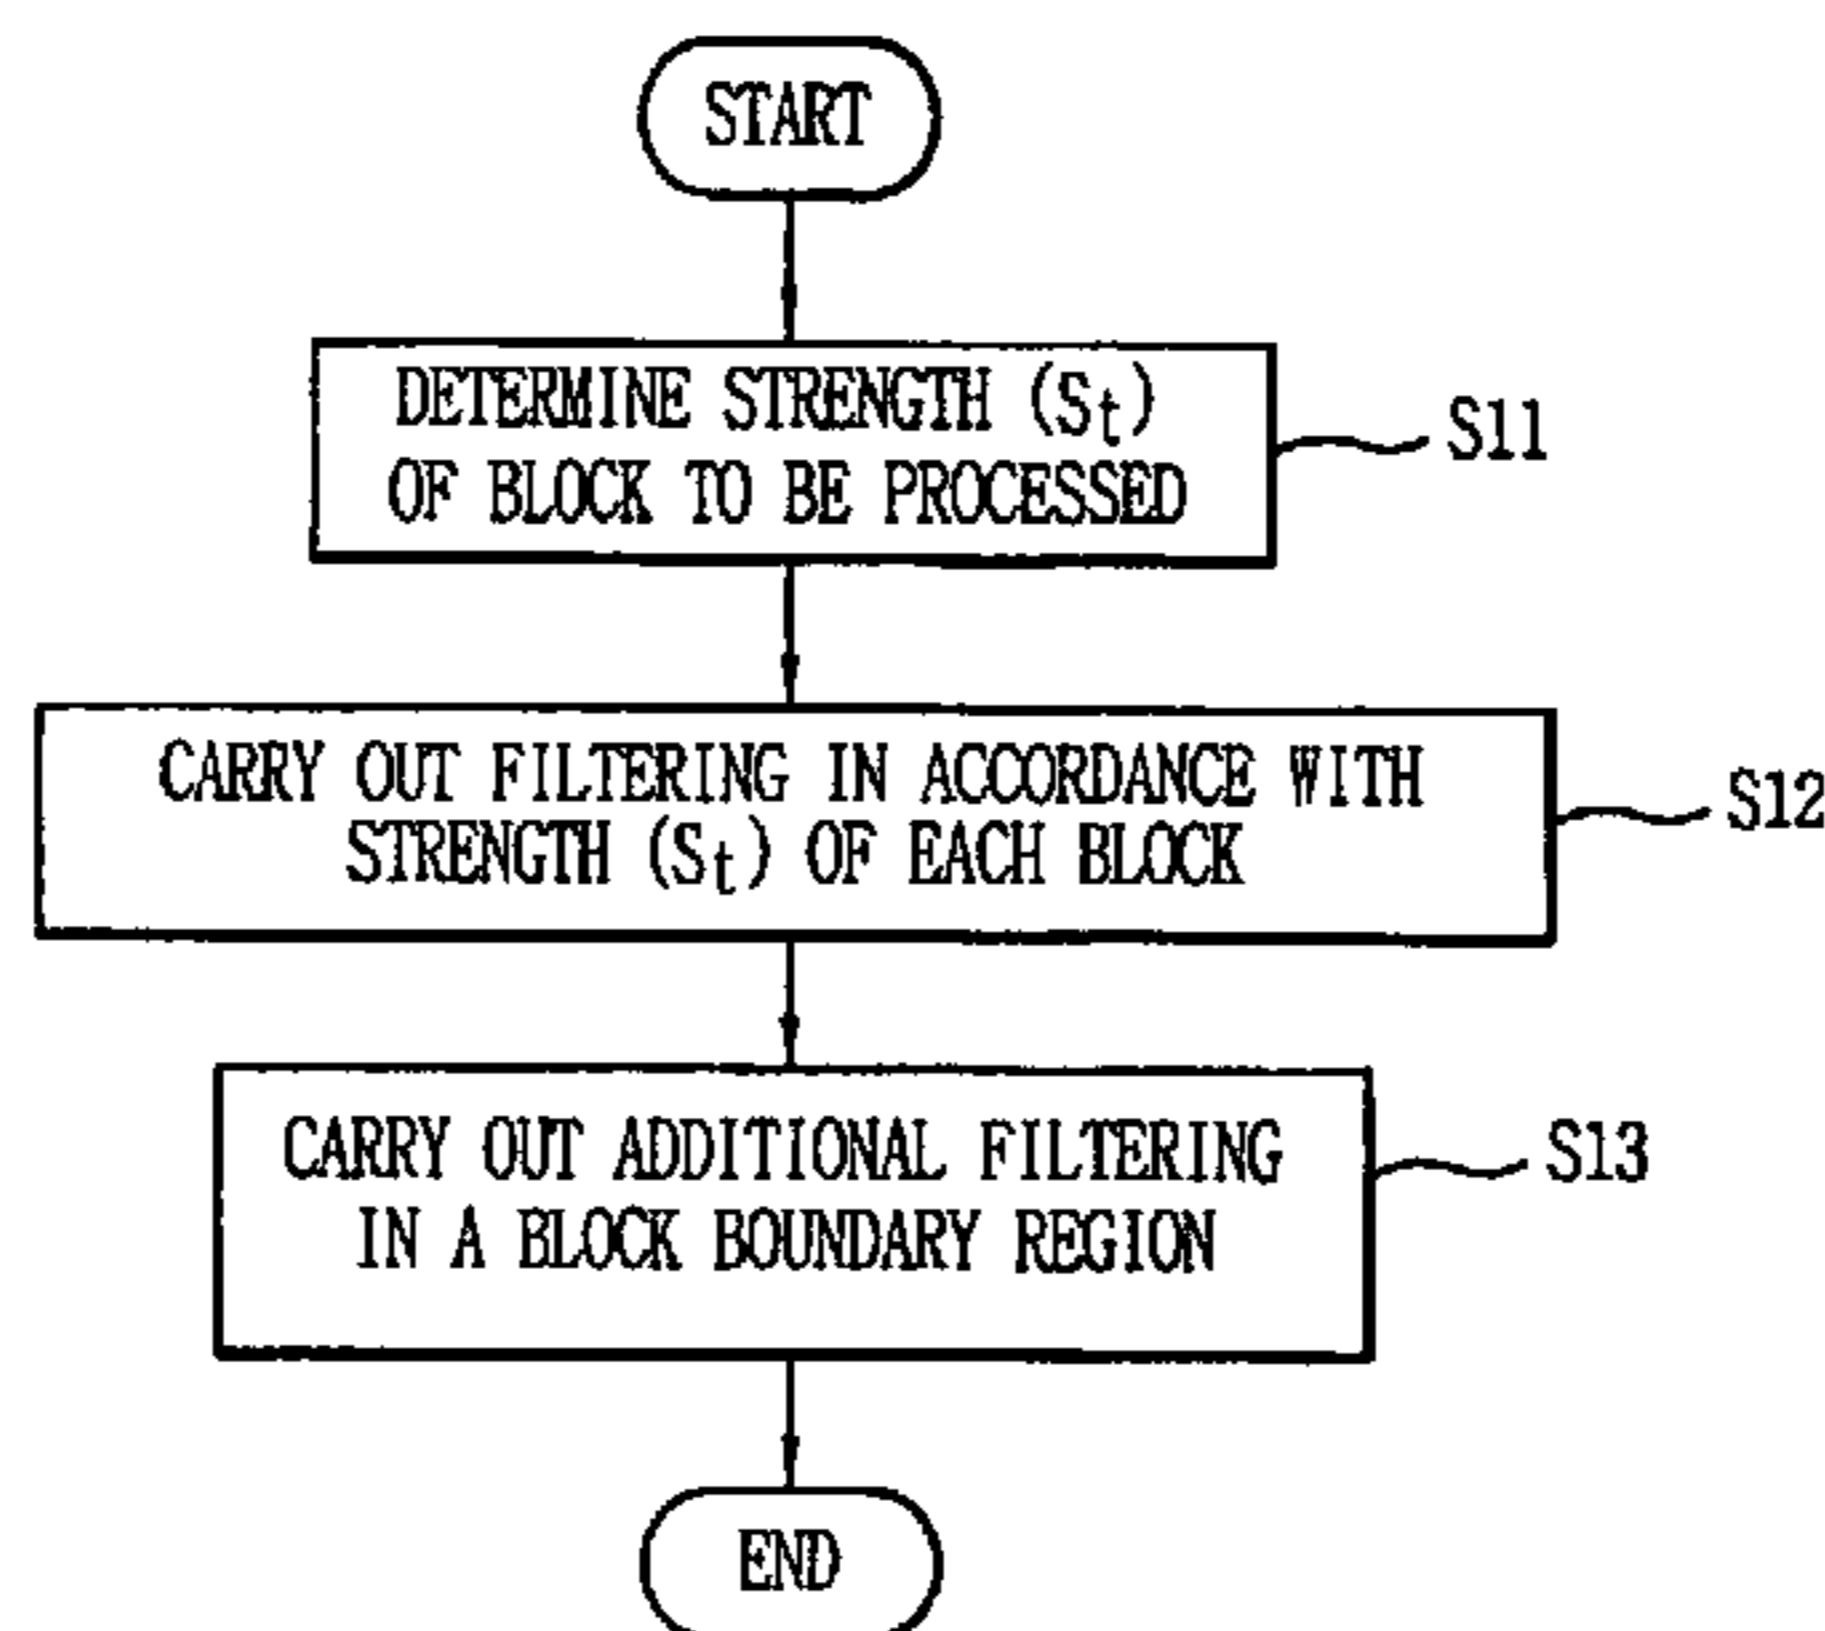 START
DETERMINE STRENGTH (St)
OF BLOCK TO BE PROCESSED
S11
CARRY OUT FILTERING IN ACCORDANCE WITH
STRENGTH (St) OF EACH BLOCK
S12
CARRY OUT ADDITIONAL FILTERING
IN A BLOCK BOUNDARY REGION
S13
END